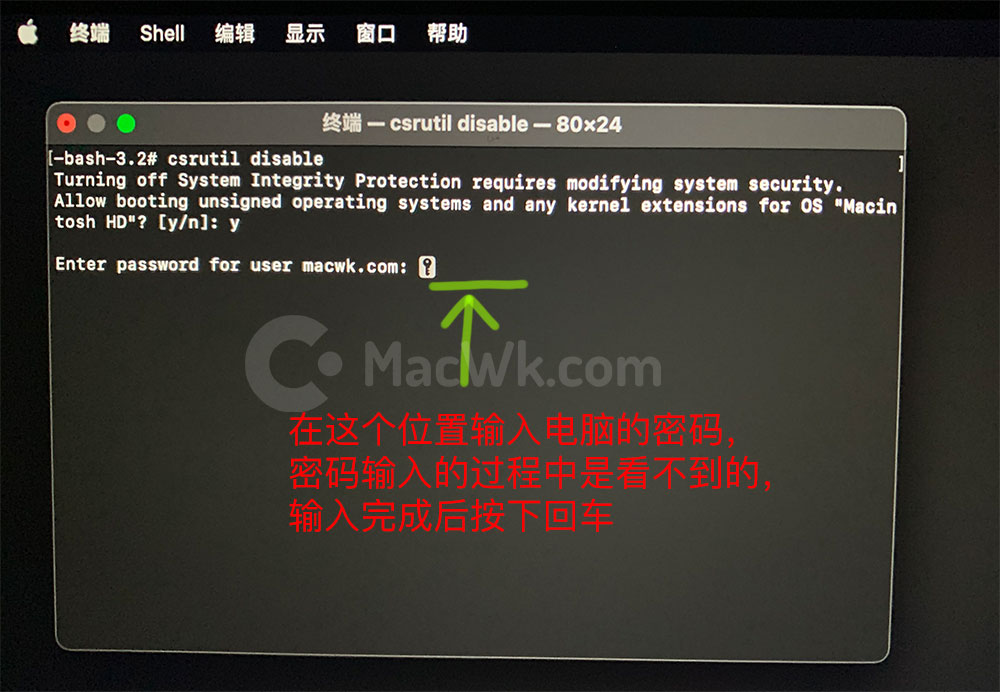 终端 Shell 编辑 显示 窗口 帮助
终端 — csrutil disable — 80×24
[-bash-3.2# csrutil disable ]
Turning off System Integrity Protection requires modifying system security.
Allow booting unsigned operating systems and any kernel extensions for OS "Macin
tosh HD"? [y/n]: y
Enter password for user macwk.com:
MacWk.com
在这个位置输入电脑的密码,
密码输入的过程中是看不到的,
输入完成后按下回车